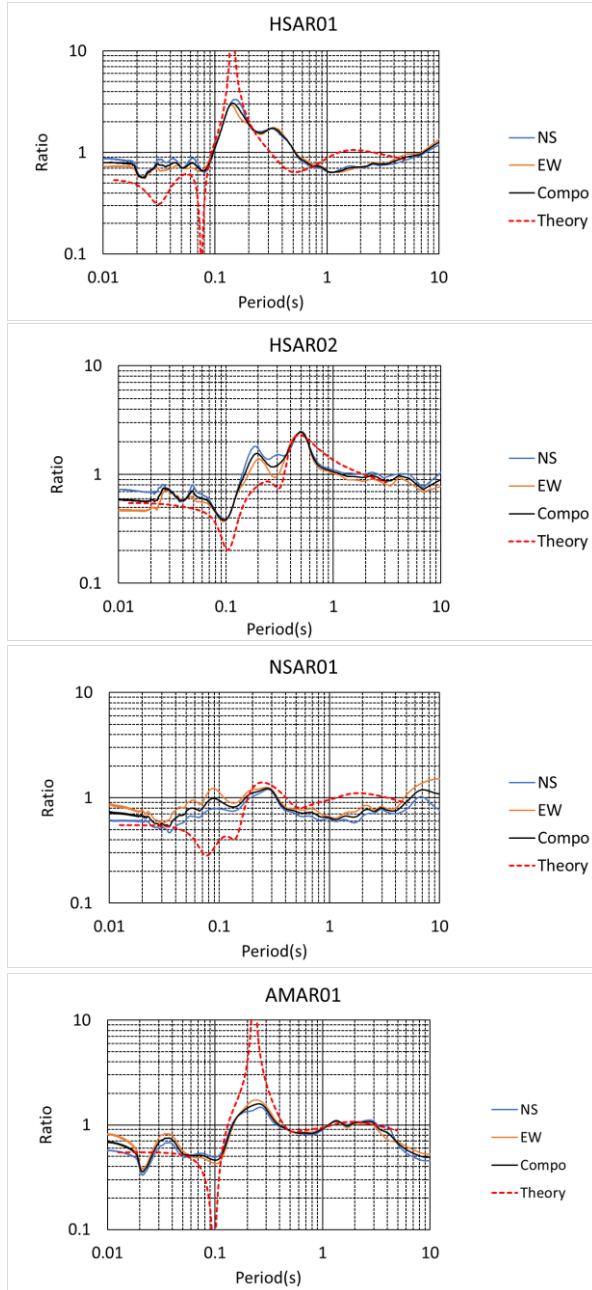 HSAR01
10
1
0.1
Ratio
0.01 0.1 1 10
Period(s)
NS
EW
Compo
Theory
HSAR02
10
1
0.1
Ratio
0.01 0.1 1 10
Period(s)
NS
EW
Compo
Theory
NSAR01
10
1
0.1
Ratio
0.01 0.1 1 10
Period(s)
NS
EW
Compo
Theory
AMAR01
10
1
0.1
Ratio
0.01 0.1 1 10
Period(s)
NS
EW
Compo
Theory